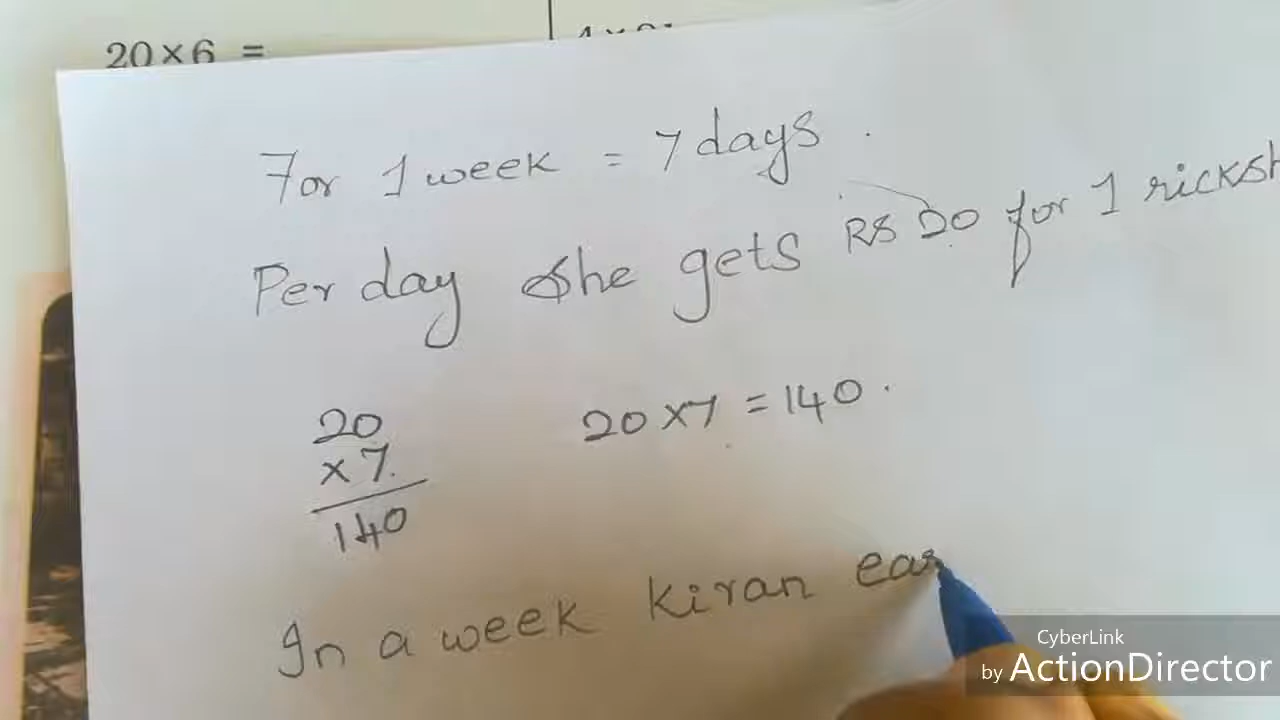 20×6 =
For 1 week = 7 days.
Per day She gets RS 20 for 1 ricksh
20
×7
140
20×7 = 140.
In a week Kiran ear
CyberLink
by ActionDirector